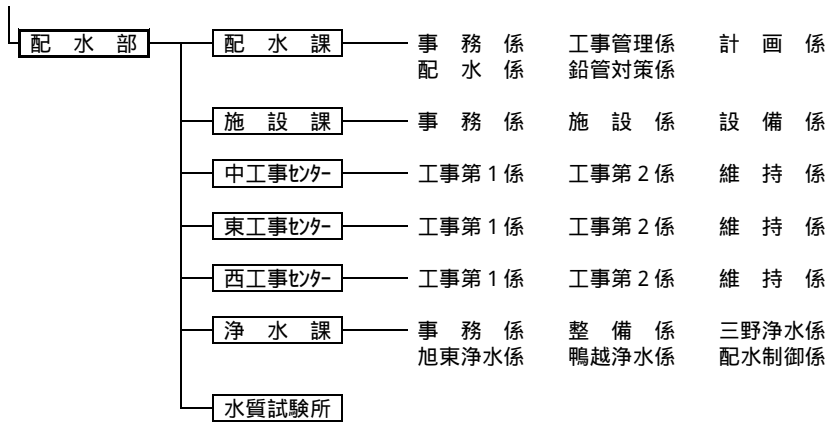 配水部 配水課 事務係 工事管理係 計画係
配水係 鉛管対策係
施設課 事務係 施設係 設備係
中工事ｾﾝﾀｰ 工事第１係 工事第２係 維持係
東工事ｾﾝﾀｰ 工事第１係 工事第２係 維持係
西工事ｾﾝﾀｰ 工事第１係 工事第２係 維持係
浄水課 事務係 整備係 三野浄水係
旭東浄水係 鴨越浄水係 配水制御係
水質試験所